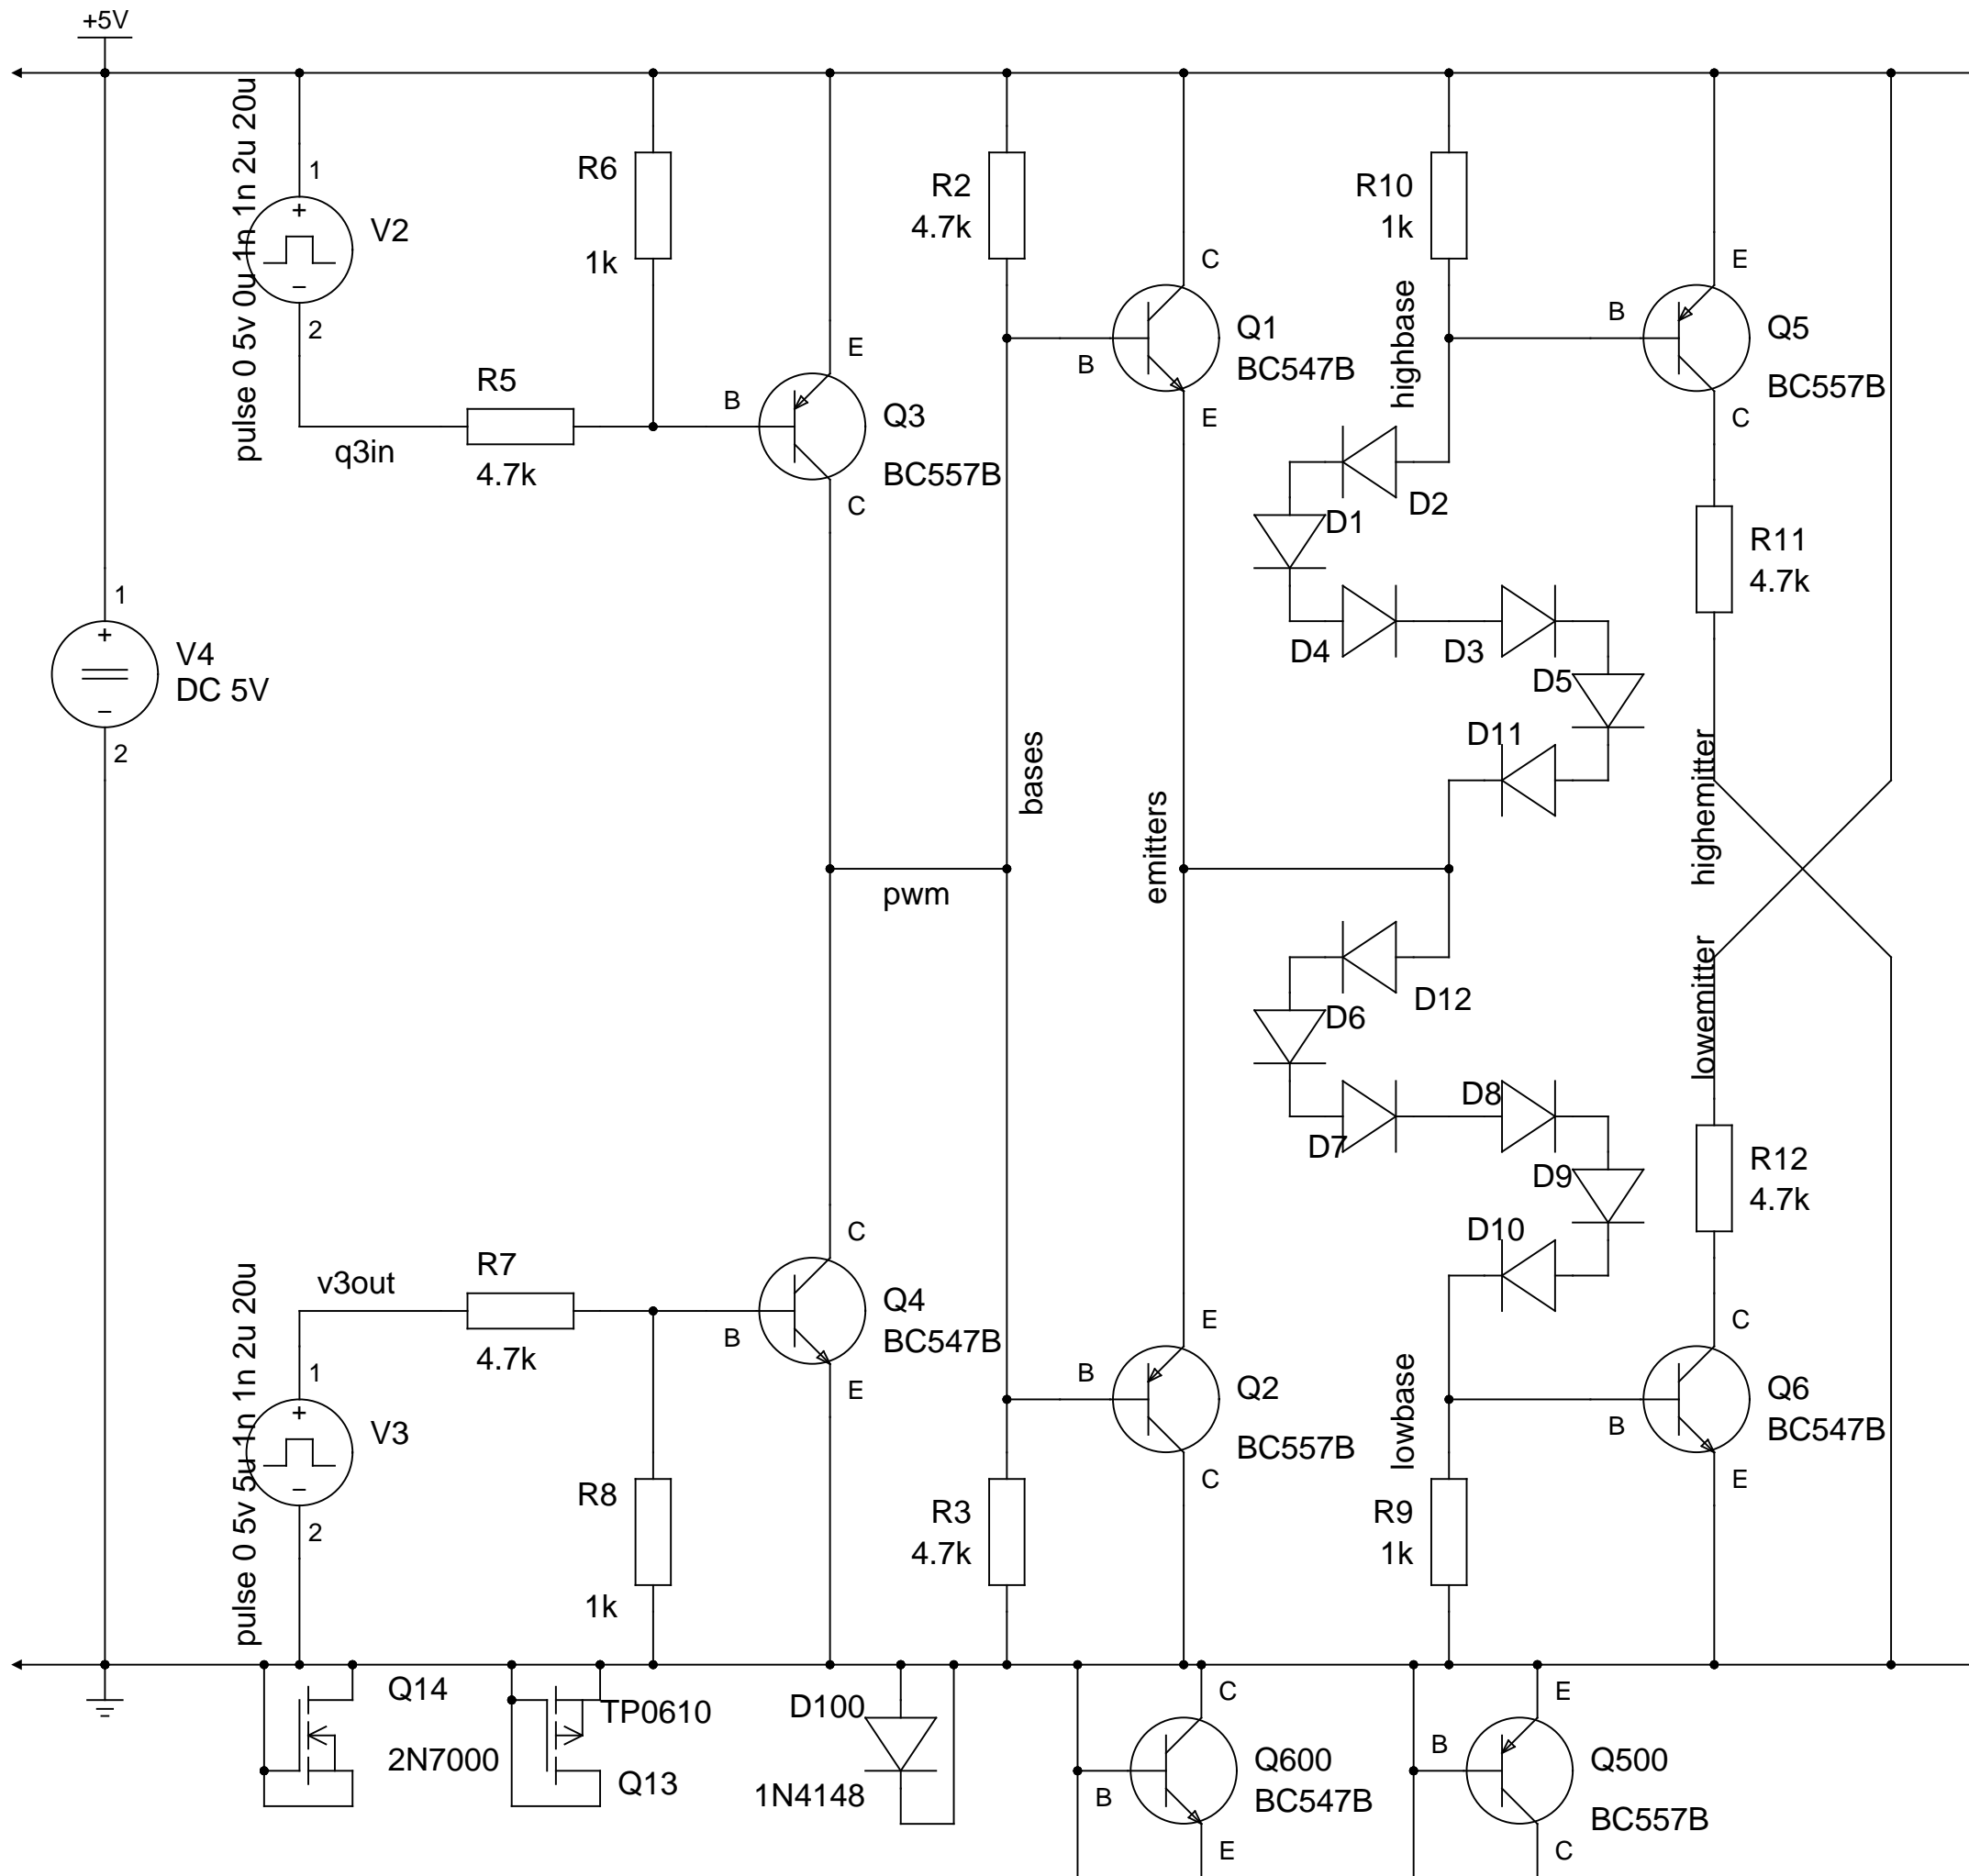 +5V
pulse 0 5v 0u 1n 1n 2u 20u
1
+
−
V2
2
q3in
R5
4.7k
R6
1k
B
E
Q3
BC557B
C
R2
4.7k
C
B
Q1
BC547B
E
R10
1k
highbase
E
B
Q5
BC557B
C
D2
D1
D4
D3
D5
D11
R11
4.7k
1
+
V4
DC 5V
−
2
bases
emitters
highemitter
pwm
D12
D6
D7
D8
D9
D10
lowemitter
R12
4.7k
pulse 0 5v 5u 1n 1n 2u 20u
v3out
R7
4.7k
1
+
−
V3
2
R8
1k
C
B
Q4
BC547B
E
E
B
Q2
BC557B
C
R3
4.7k
lowbase
R9
1k
C
B
Q6
BC547B
E
Q14
2N7000
TP0610
Q13
D100
1N4148
C
B
Q600
BC547B
E
E
B
Q500
BC557B
C